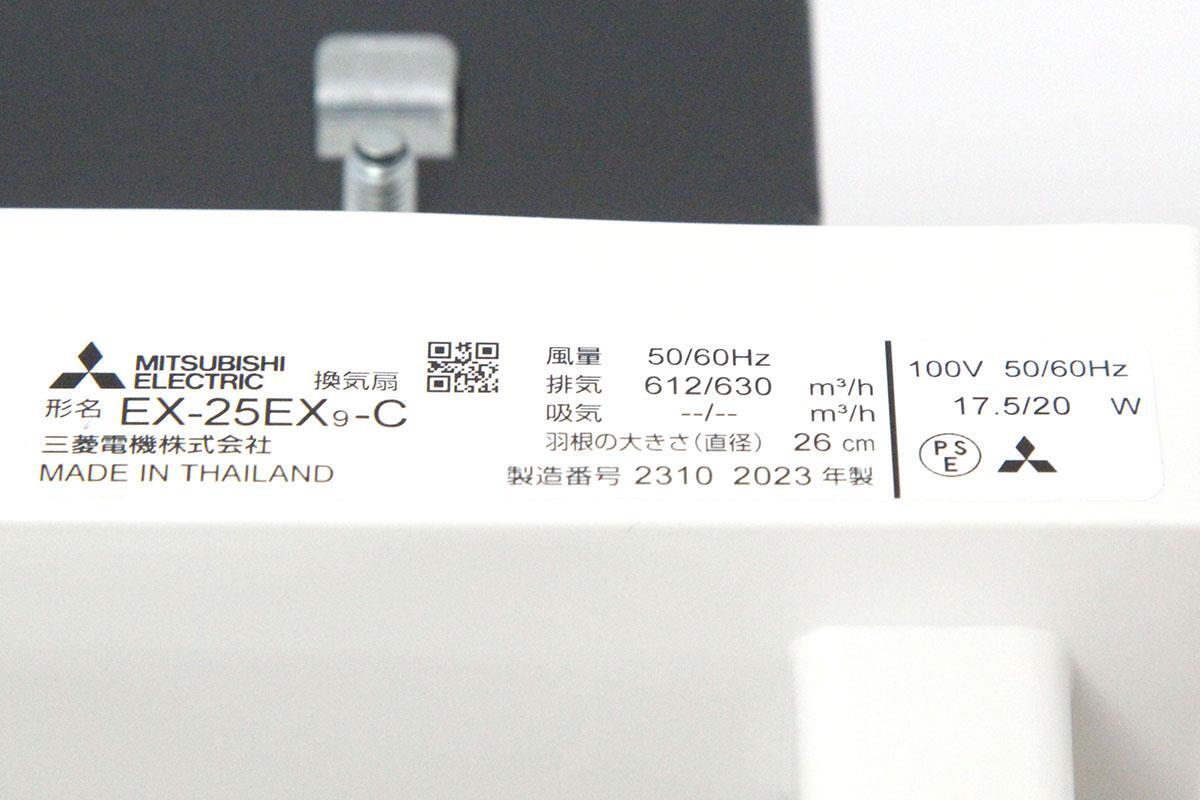 MITSUBISHI
ELECTRIC 換気扇
形名 EX-25EX9-C
三菱電機株式会社
MADE IN THAILAND
風量 50/60Hz
排気 612/630 m³/h
吸気 --/-- m³/h
羽根の大きさ(直径) 26 cm
製造番号 2310 2023 年製
100V 50/60Hz
17.5/20 W
PS
E